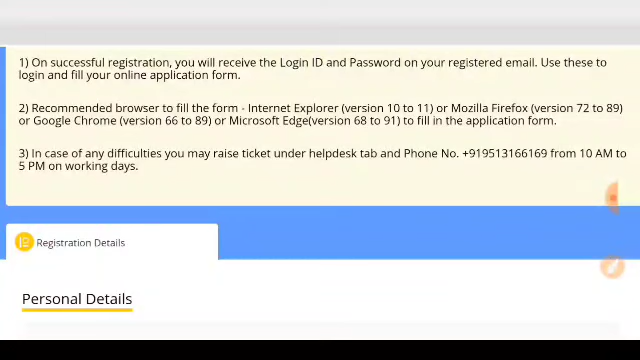 1) On successful registration, you will receive the Login ID and Password on your registered email. Use these to
login and fill your online application form.
2) Recommended browser to fill the form - Internet Explorer (version 10 to 11) or Mozilla Firefox (version 72 to 89)
or Google Chrome (version 66 to 89) or Microsoft Edge(version 68 to 91) to fill in the application form.
3) In case of any difficulties you may raise ticket under helpdesk tab and Phone No. +919513166169 from 10 AM to
5 PM on working days.
Registration Details
Personal Details